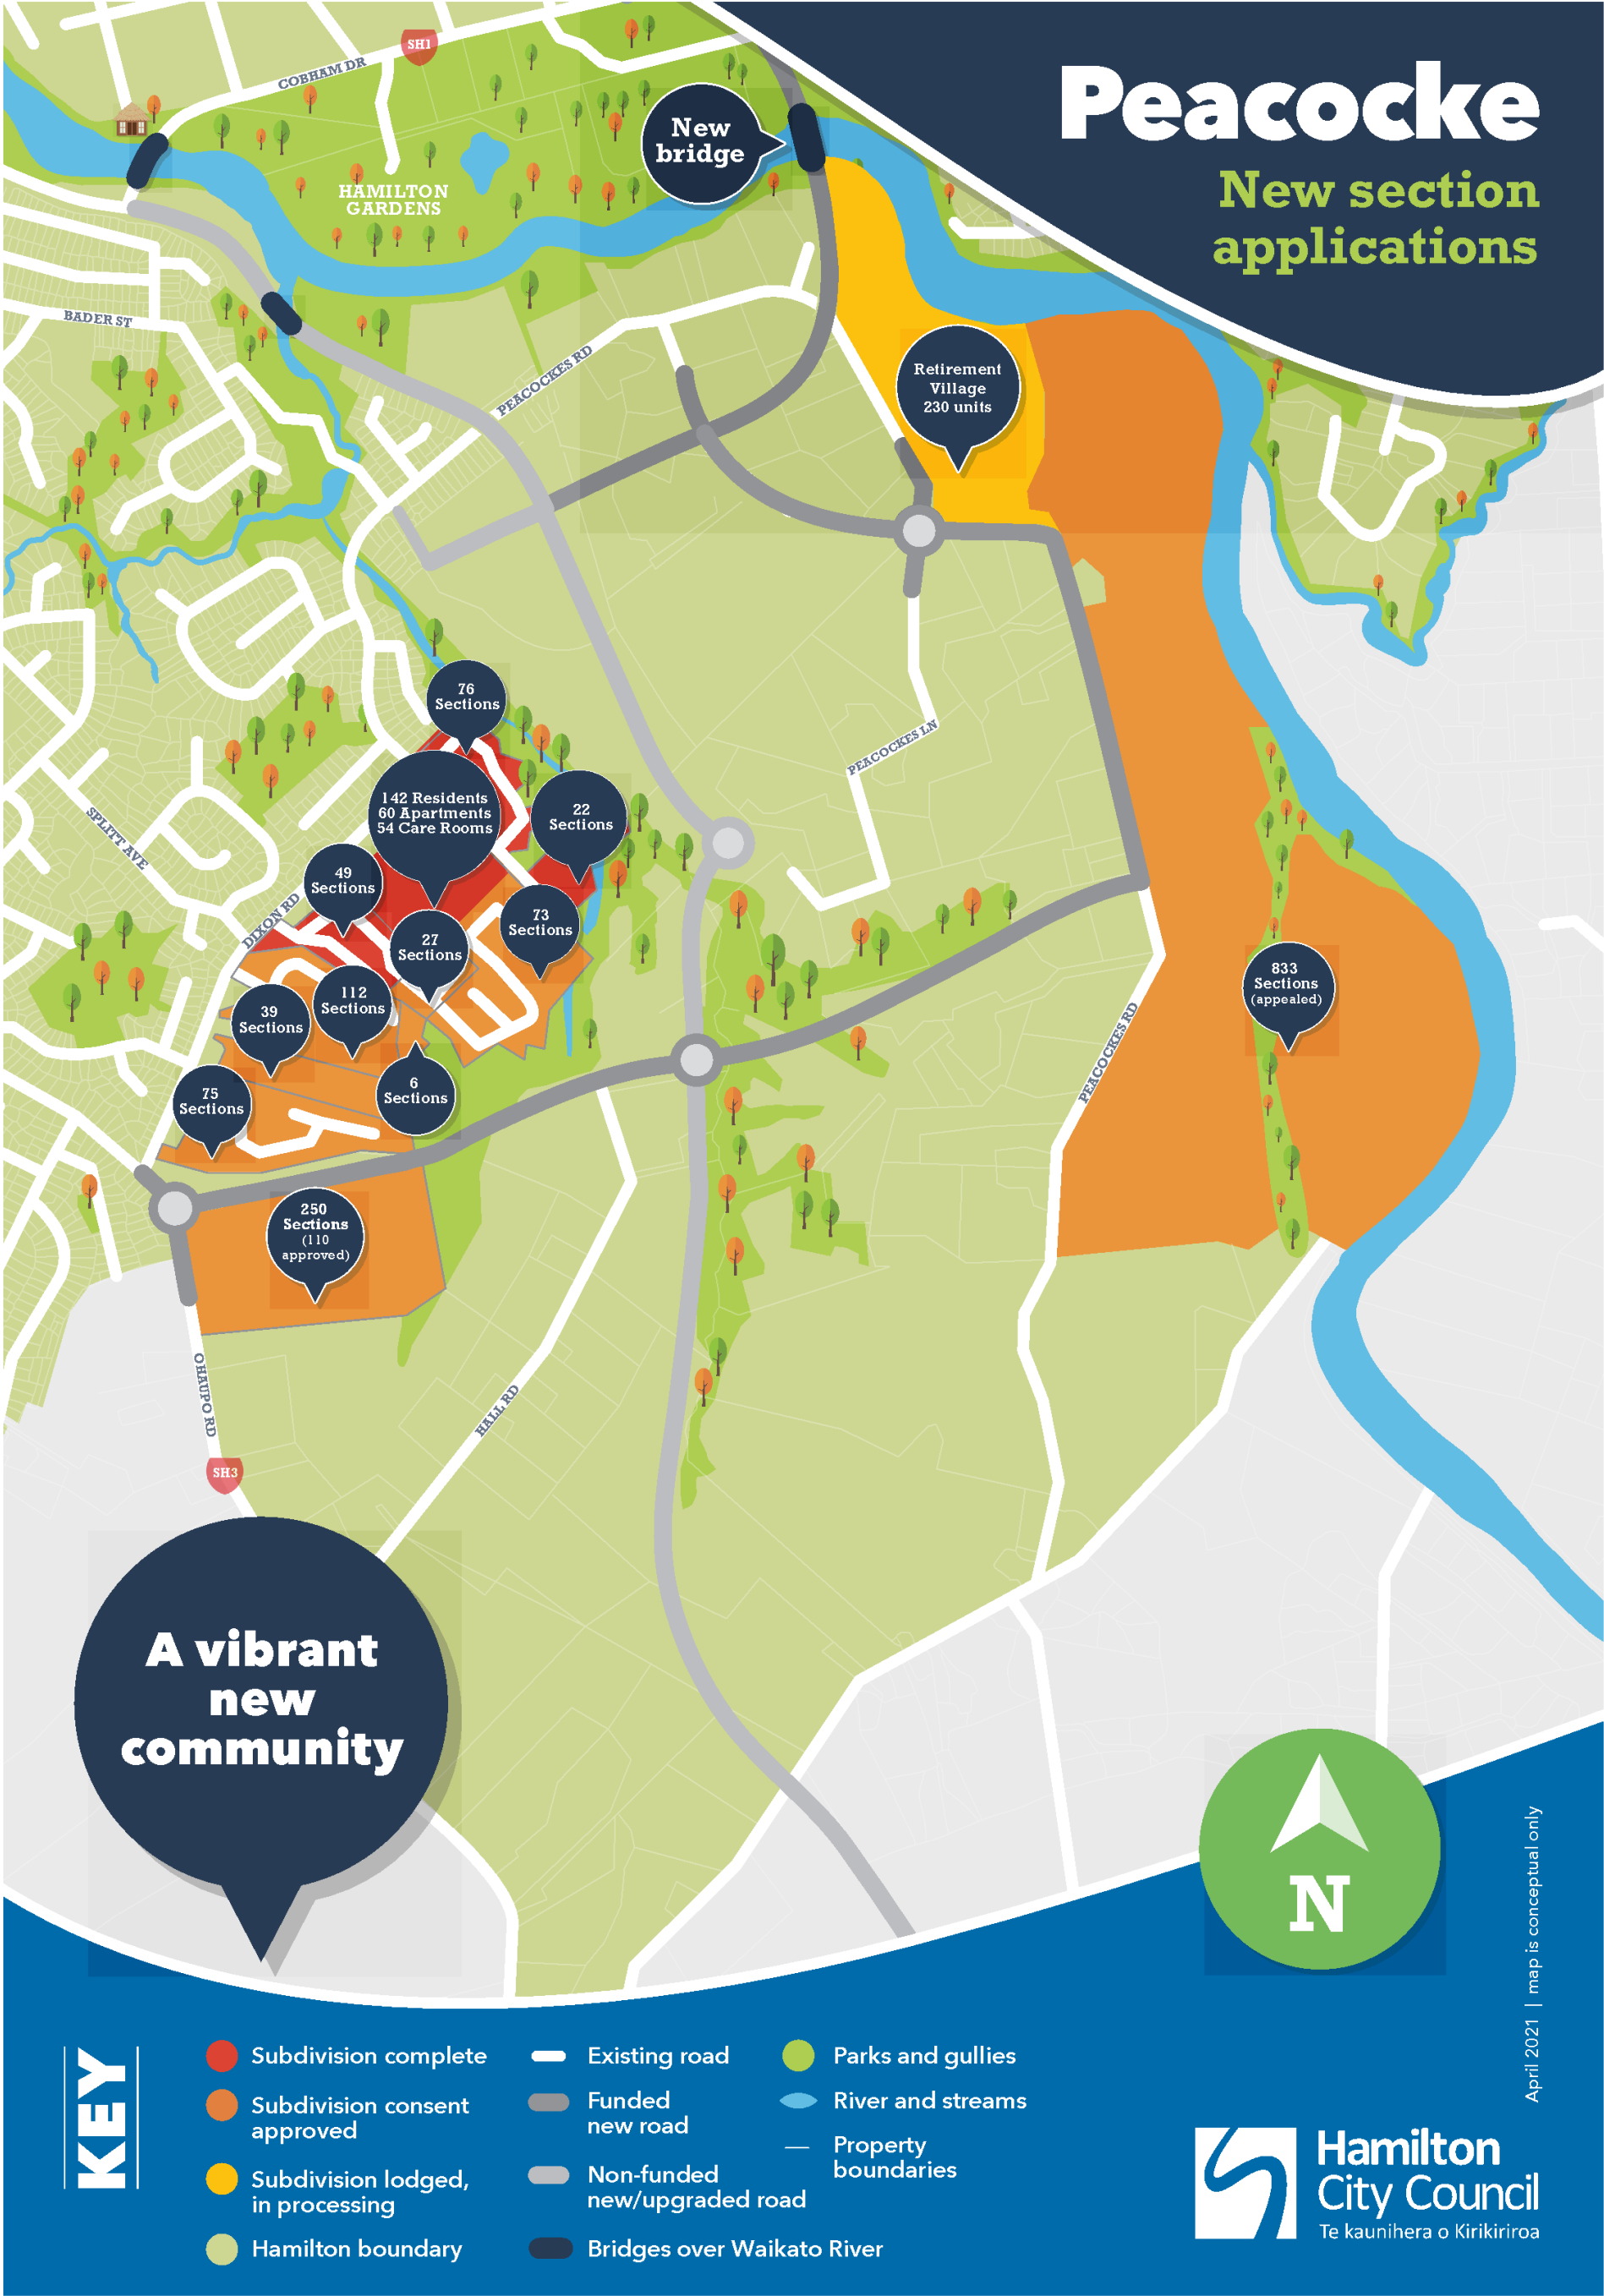 Peacocke
New section
applications
SH1
COBHAM DR
HAMILTON
GARDENS
New
bridge
BADER ST
PEACOCKES RD
Retirement
Village
230 units
76
Sections
PEACOCKES LN
142 Residents
60 Apartments
54 Care Rooms
22
Sections
SPLITT AVE
49
Sections
DIXON RD
73
Sections
27
Sections
112
Sections
39
Sections
833
Sections
(appealed)
6
Sections
75
Sections
PEACOCKES RD
250
Sections
(110
approved)
OHAUPO RD
HALL RD
SH3
A vibrant
new
community
N
April 2021 | map is conceptual only
KEY
Subdivision complete
Subdivision consent
approved
Subdivision lodged,
in processing
Hamilton boundary
Existing road
Funded
new road
Non-funded
new/upgraded road
Bridges over Waikato River
Parks and gullies
River and streams
Property
boundaries
Hamilton
City Council
Te kaunihera o Kirikiriroa